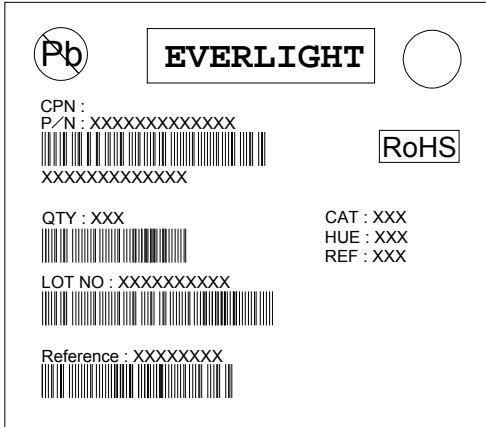 Pb
EVERLIGHT
CPN :
P/N : XXXXXXXXXXXXX
RoHS
XXXXXXXXXXXXX
QTY : XXX
CAT : XXX
HUE : XXX
REF : XXX
LOT NO : XXXXXXXXXX
Reference : XXXXXXXX